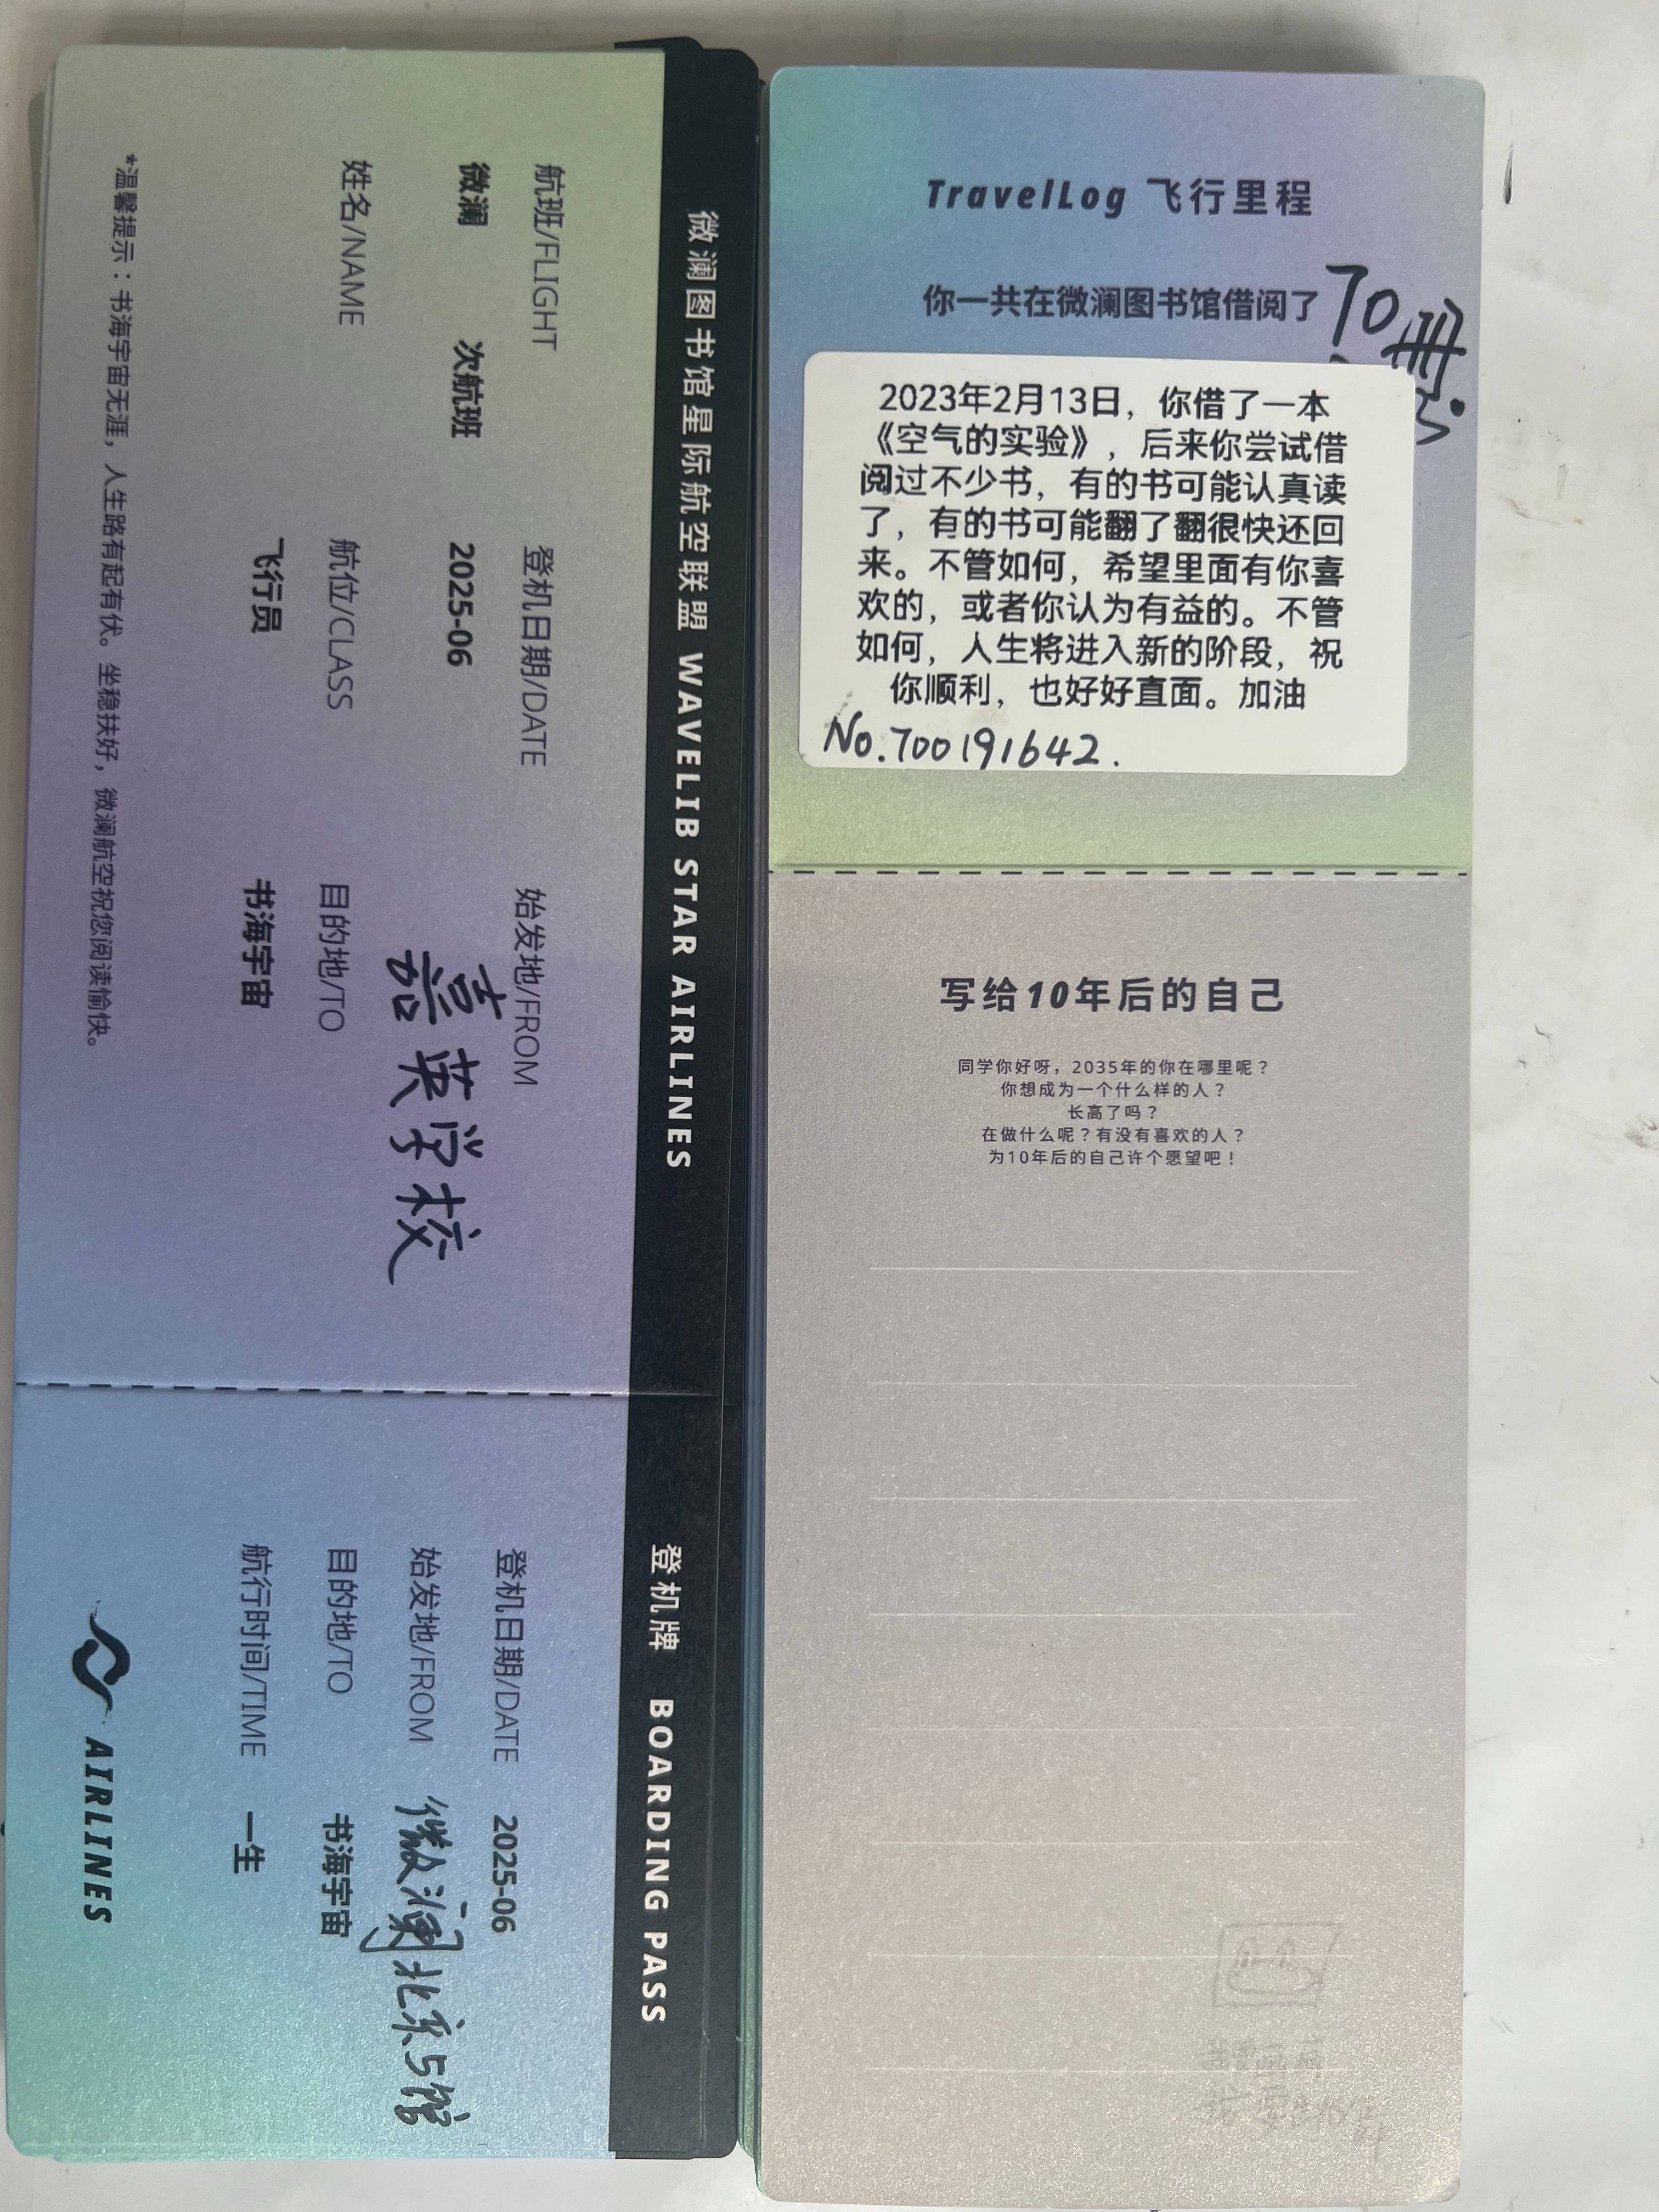 微澜图书馆星际航空联盟 WAVELIB STAR AIRLINES
航班/FLIGHT
登机日期/DATE
始发地/FROM
微澜 次航班
2025-06
嘉英学校
姓名/NAME
航位/CLASS
目的地/TO
飞行员
书海宇宙
*温馨提示：书海宇宙无涯，人生路有起有伏。坐稳扶好，微澜航空祝您阅读愉快。
登机牌 BOARDING PASS
登机日期/DATE 2025-06
始发地/FROM 微澜北京5馆
目的地/TO 书海宇宙
航行时间/TIME 一生
AIRLINES
TravelLog 飞行里程
你一共在微澜图书馆借阅了 70册
2023年2月13日，你借了一本
《空气的实验》，后来你尝试借
阅过不少书，有的书可能认真读
了，有的书可能翻了翻很快还回
来。不管如何，希望里面有你喜
欢的，或者你认为有益的。不管
如何，人生将进入新的阶段，祝
你顺利，也好好直面。加油
No.700191642.
写给10年后的自己
同学你好呀，2035年的你在哪里呢？
你想成为一个什么样的人？
长高了吗？
在做什么呢？有没有喜欢的人？
为10年后的自己许个愿望吧！